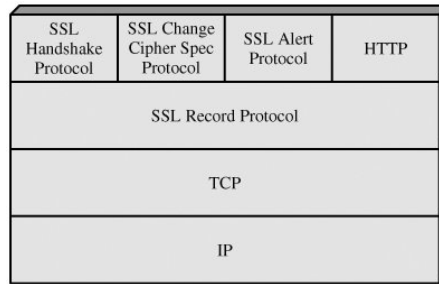 SSL
Handshake
Protocol
SSL Change
Cipher Spec
Protocol
SSL Alert
Protocol
HTTP
SSL Record Protocol
TCP
IP